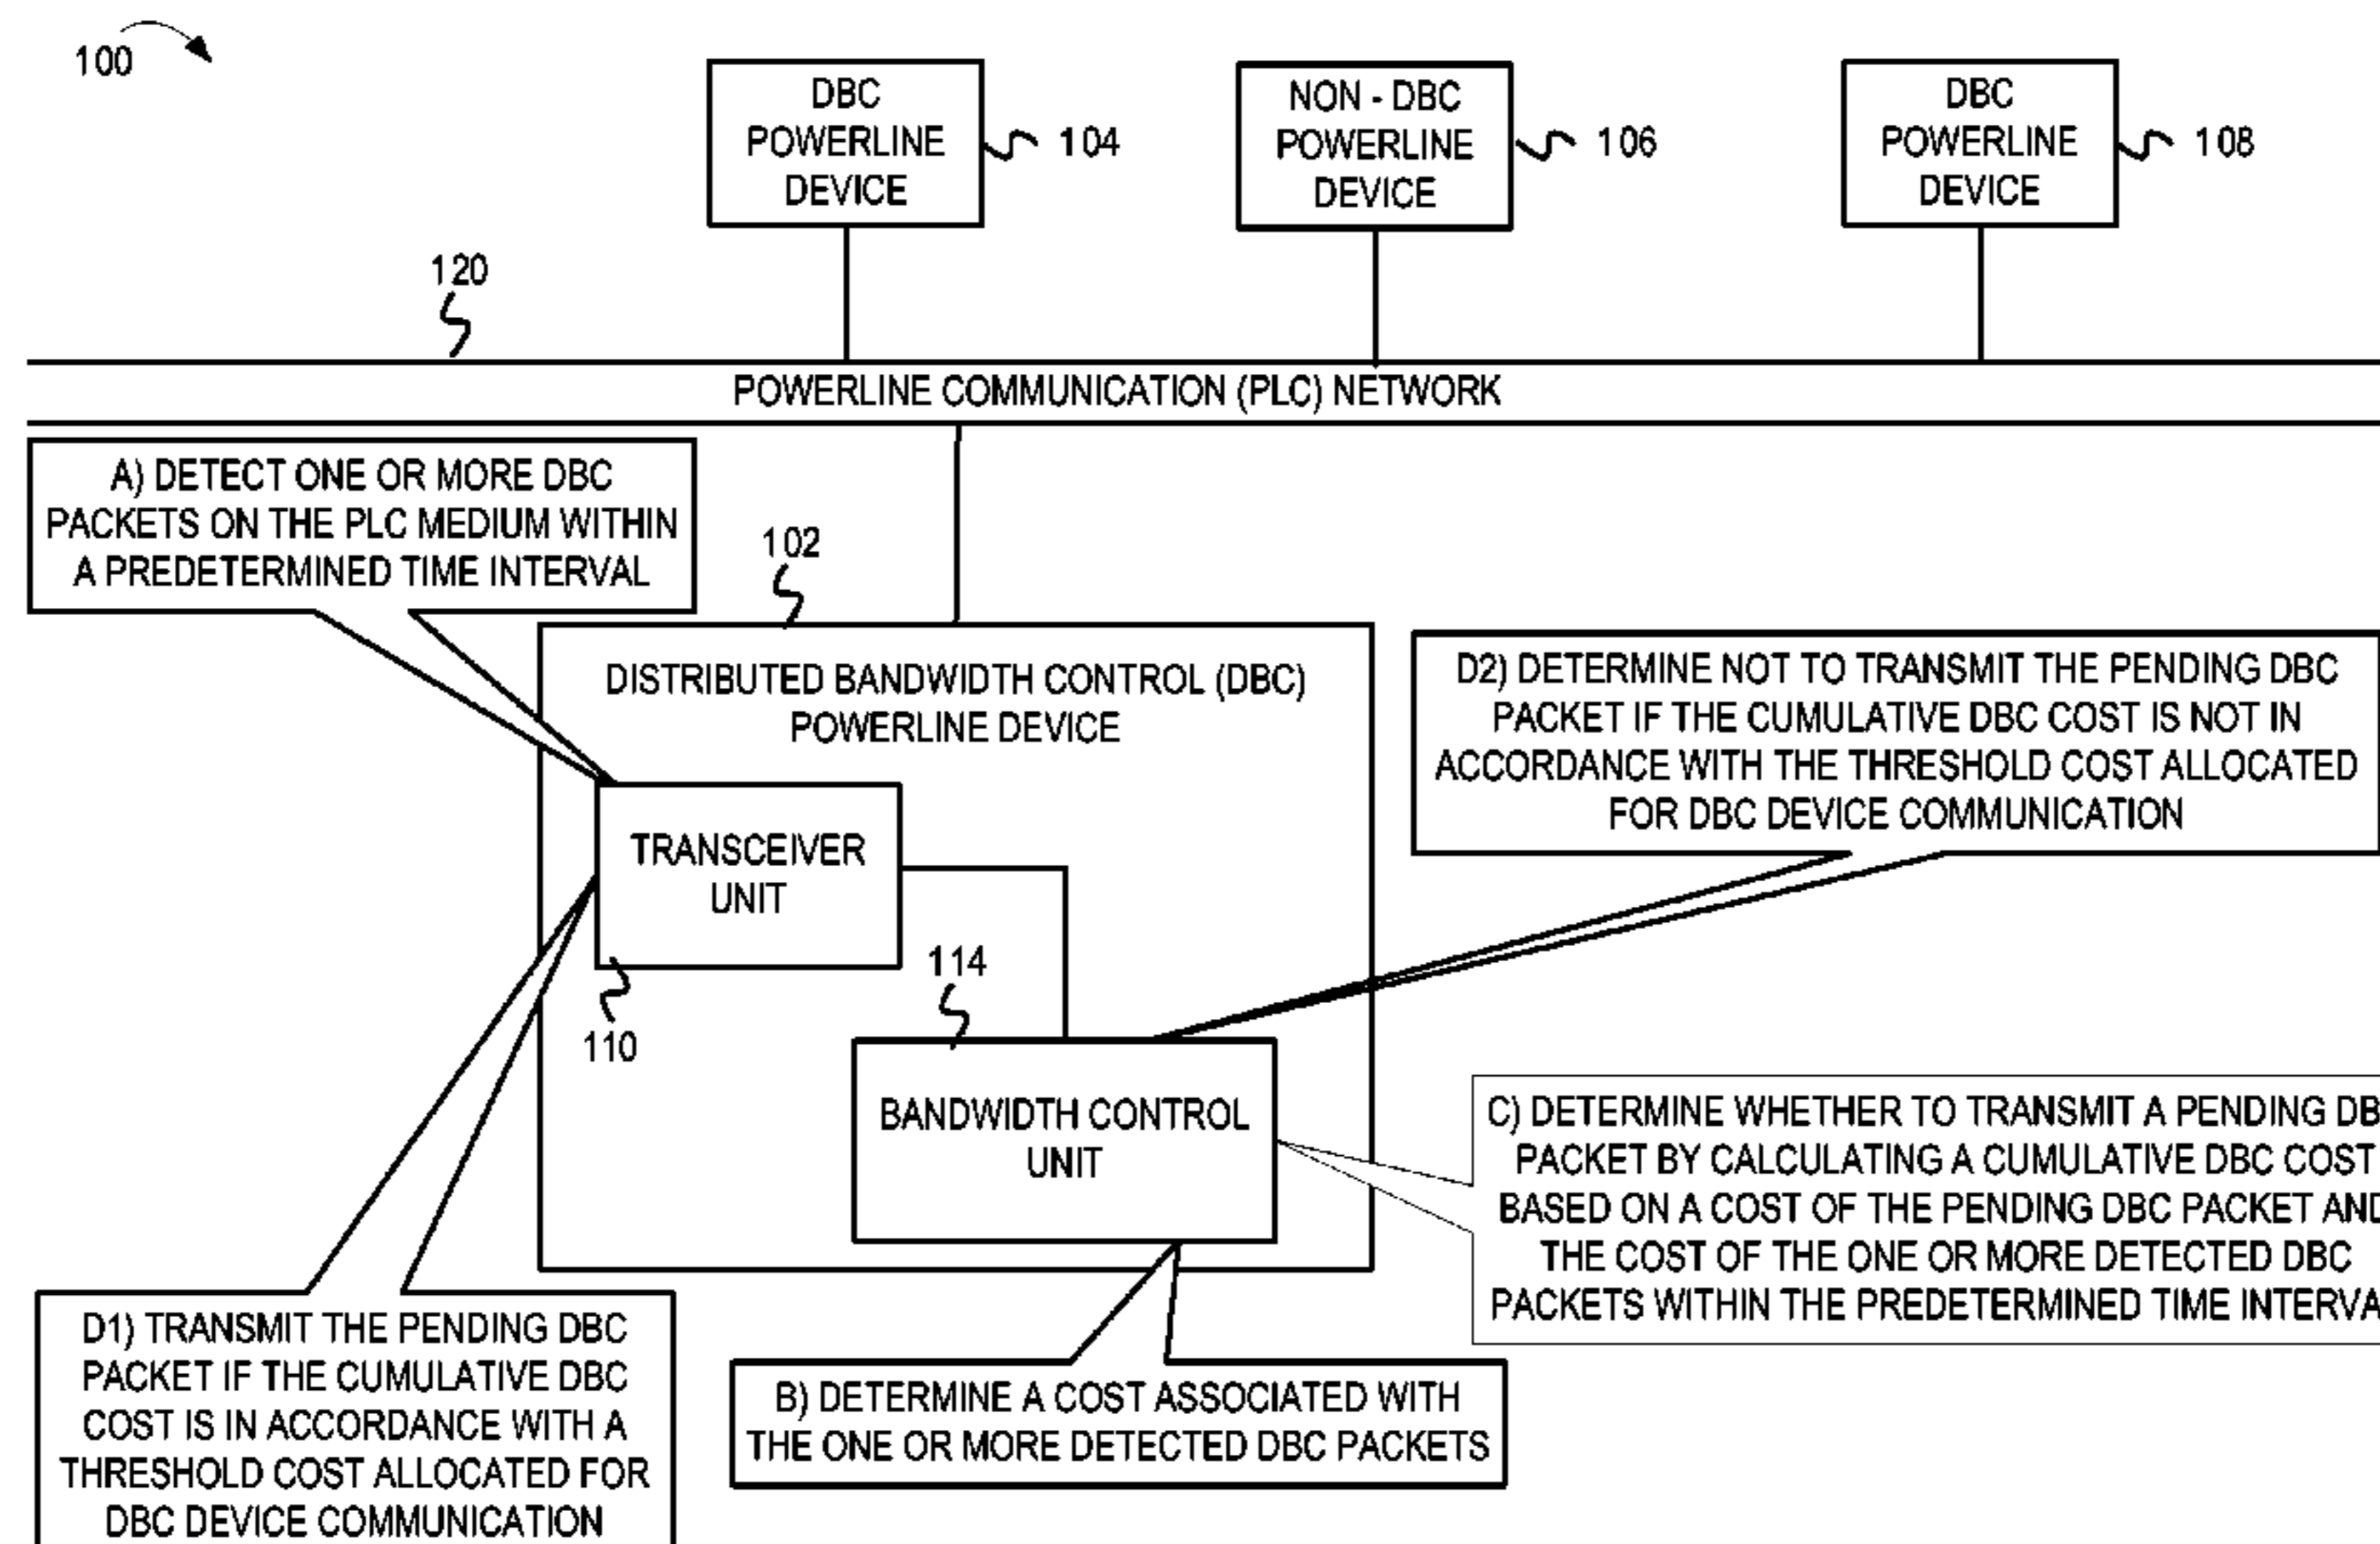 100
DBC
POWERLINE
DEVICE
104
NON - DBC
POWERLINE
DEVICE
106
DBC
POWERLINE
DEVICE
108
120
POWERLINE COMMUNICATION (PLC) NETWORK
A) DETECT ONE OR MORE DBC
PACKETS ON THE PLC MEDIUM WITHIN
A PREDETERMINED TIME INTERVAL
102
DISTRIBUTED BANDWIDTH CONTROL (DBC)
POWERLINE DEVICE
D2) DETERMINE NOT TO TRANSMIT THE PENDING DBC
PACKET IF THE CUMULATIVE DBC COST IS NOT IN
ACCORDANCE WITH THE THRESHOLD COST ALLOCATED
FOR DBC DEVICE COMMUNICATION
TRANSCEIVER
UNIT
110
114
BANDWIDTH CONTROL
UNIT
C) DETERMINE WHETHER TO TRANSMIT A PENDING DB
PACKET BY CALCULATING A CUMULATIVE DBC COST
BASED ON A COST OF THE PENDING DBC PACKET AND
THE COST OF THE ONE OR MORE DETECTED DBC
PACKETS WITHIN THE PREDETERMINED TIME INTERVA
D1) TRANSMIT THE PENDING DBC
PACKET IF THE CUMULATIVE DBC
COST IS IN ACCORDANCE WITH A
THRESHOLD COST ALLOCATED FOR
DBC DEVICE COMMUNICATION
B) DETERMINE A COST ASSOCIATED WITH
THE ONE OR MORE DETECTED DBC PACKETS